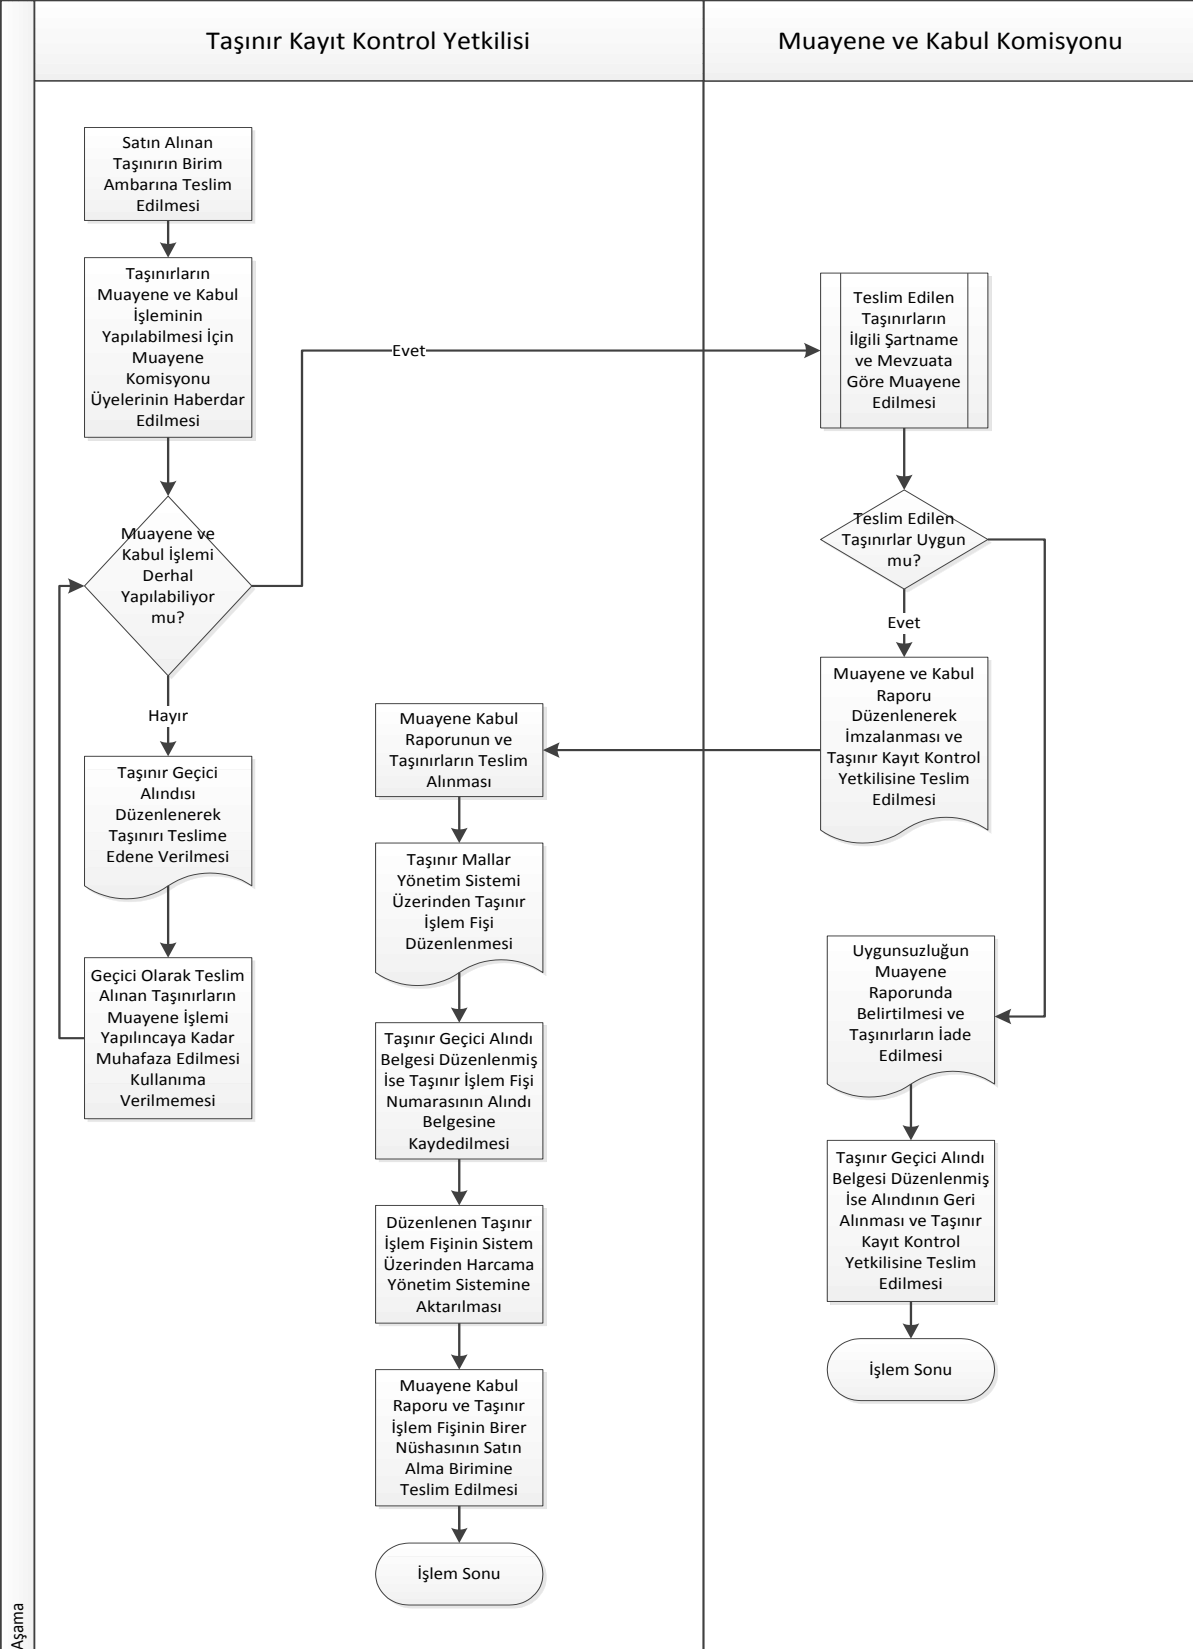 Taşınır Kayıt Kontrol Yetkilisi
Muayene ve Kabul Komisyonu
Satın Alınan
Taşınırın Birim
Ambarına Teslim
Edilmesi
Taşınırların
Muayene ve Kabul
İşleminin
Yapılabilmesi İçin
Muayene
Komisyonu
Üyelerinin Haberdar
Edilmesi
Muayene ve
Kabul İşlemi
Derhal
Yapılabiliyor
mu?
Evet
Hayır
Taşınır Geçici
Alındısı
Düzenlenerek
Taşınırı Teslime
Edene Verilmesi
Geçici Olarak Teslim
Alınan Taşınırların
Muayene İşlemi
Yapılıncaya Kadar
Muhafaza Edilmesi
Kullanıma
Verilmemesi
Teslim Edilen
Taşınırların
İlgili Şartname
ve Mevzuata
Göre Muayene
Edilmesi
Teslim Edilen
Taşınırlar Uygun
mu?
Evet
Muayene ve Kabul
Raporu
Düzenlenerek
İmzalanması ve
Taşınır Kayıt Kontrol
Yetkilisine Teslim
Edilmesi
Muayene Kabul
Raporunun ve
Taşınırların Teslim
Alınması
Taşınır Mallar
Yönetim Sistemi
Üzerinden Taşınır
İşlem Fişi
Düzenlenmesi
Taşınır Geçici Alındı
Belgesi Düzenlenmiş
İse Taşınır İşlem Fişi
Numarasının Alındı
Belgesine
Kaydedilmesi
Düzenlenen Taşınır
İşlem Fişinin Sistem
Üzerinden Harcama
Yönetim Sistemine
Aktarılması
Muayene Kabul
Raporu ve Taşınır
İşlem Fişinin Birer
Nüshasının Satın
Alma Birimine
Teslim Edilmesi
İşlem Sonu
Uygunsuzluğun
Muayene
Raporunda
Belirtilmesi ve
Taşınırların İade
Edilmesi
Taşınır Geçici Alındı
Belgesi Düzenlenmiş
İse Alındının Geri
Alınması ve Taşınır
Kayıt Kontrol
Yetkilisine Teslim
Edilmesi
İşlem Sonu
Aşama